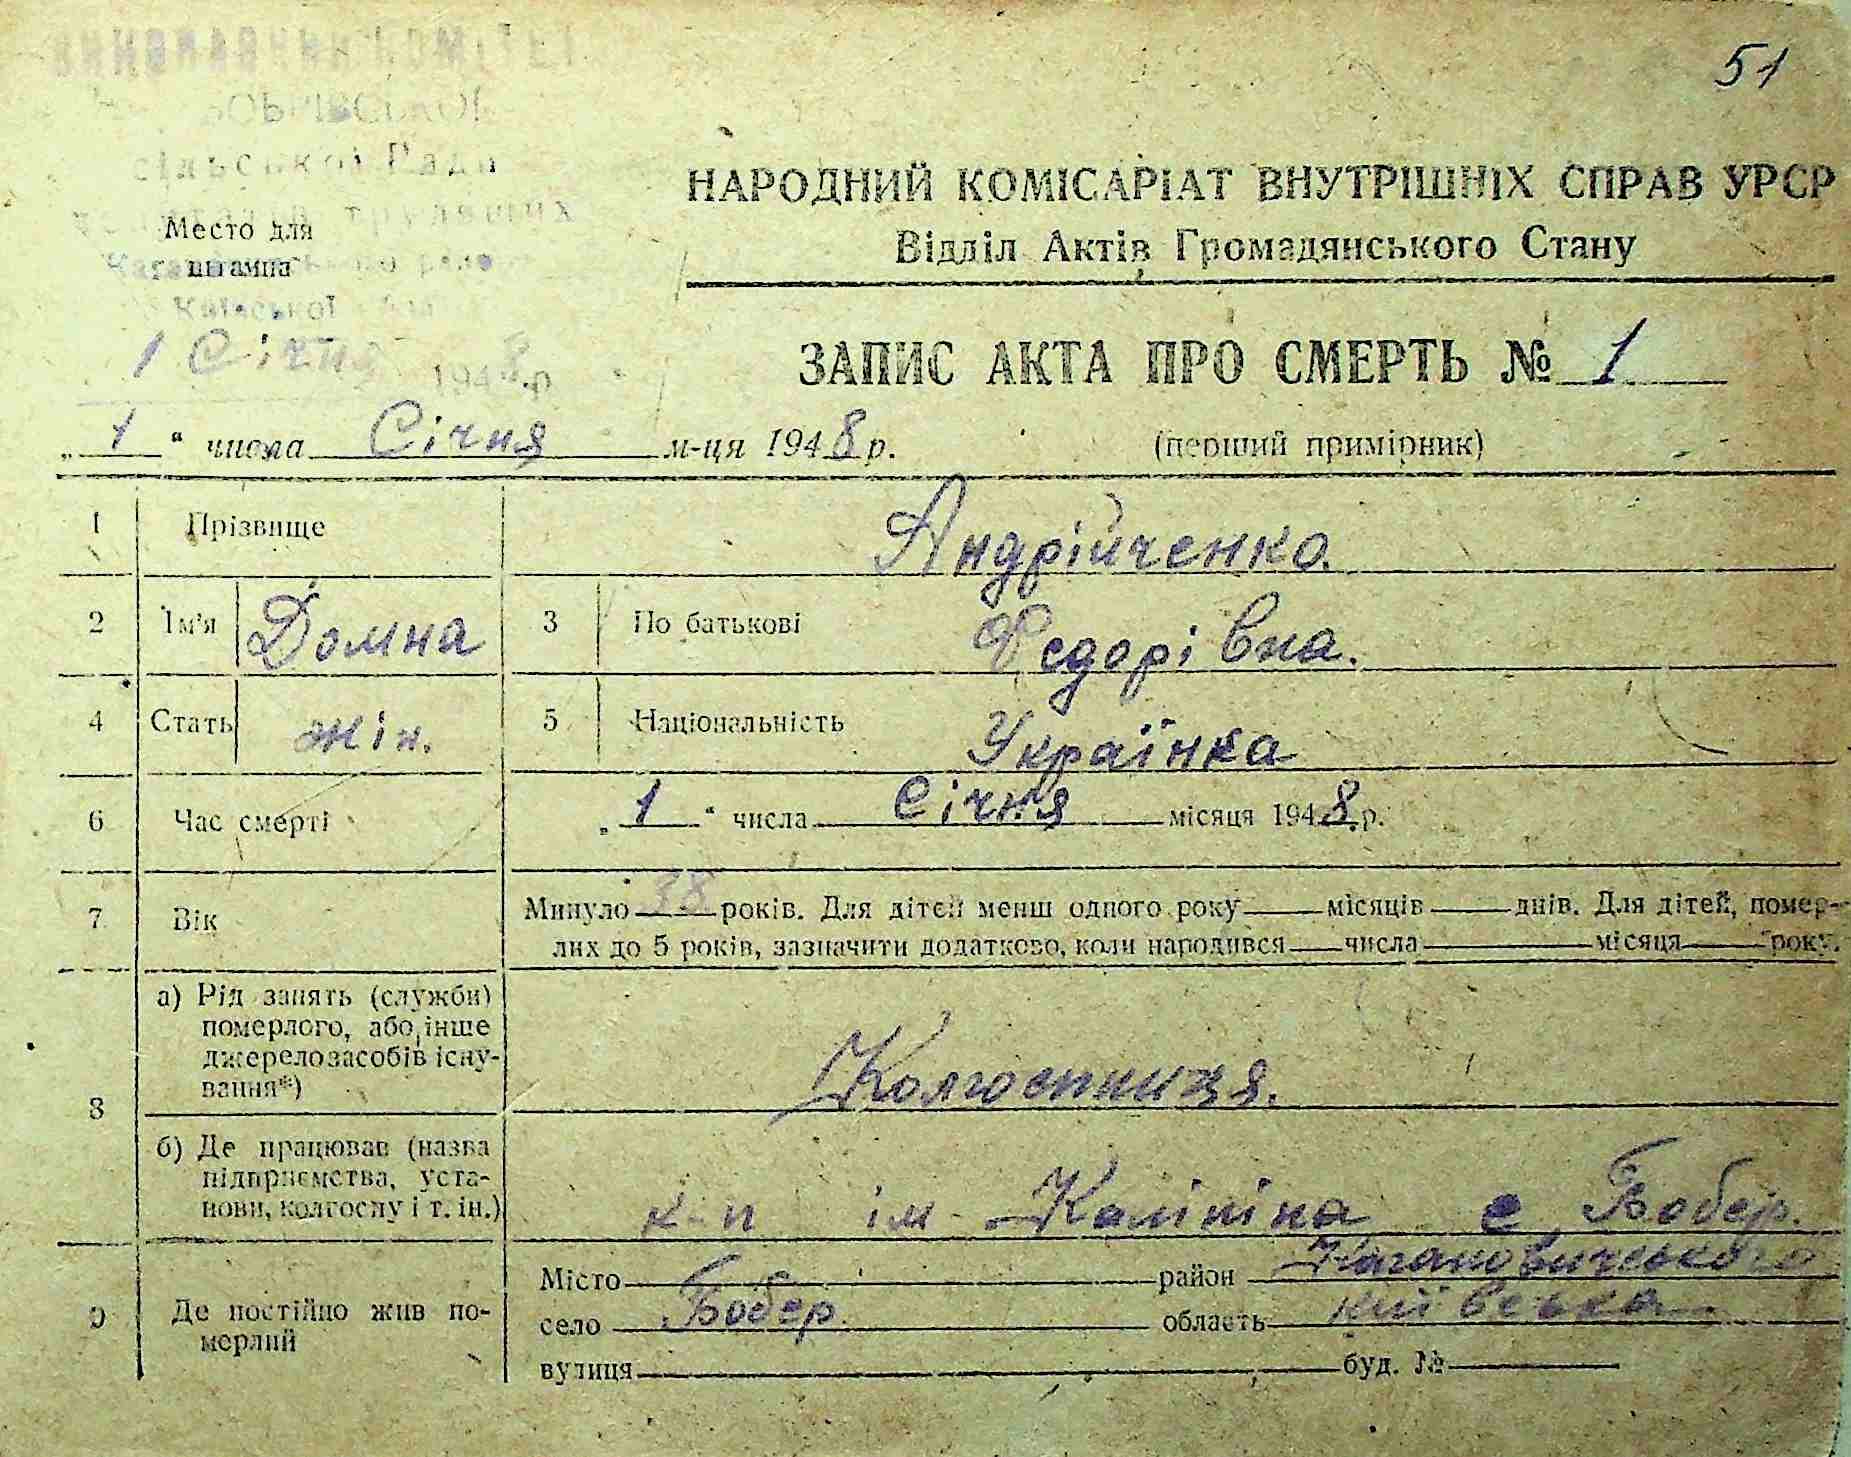 51
сільської Ради
Место для
штампа
Київської
1 Січня 1948 р
НАРОДНИЙ КОМІСАРІАТ ВНУТРІШНІХ СПРАВ УРСР
Відділ Актів Громадянського Стану
ЗАПИС АКТА ПРО СМЕРТЬ № 1
„ 1 “ числа Січня м-ця 1948 р. (перший примірник)
1 Прізвище Андрійченко.
2 Ім'я Домна 3 По батькові Федорівна.
4 Стать жін. 5 Національність Українка
6 Час смерті „ 1 “ числа Січня місяця 1948 р.
7 Вік Минуло 38 років. Для дітей менш одного року місяців днів. Для дітей, помер-
лих до 5 років, зазначити додатково, коли народився числа місяця року.
8 а) Рід занять (служби)
померлого, або інше
джерело засобів існу-
вання*)
Колгоспниця.
б) Де працював (назва
підприємства, уста-
нови, колгоспу і т. ін.)
к-п ім. Калініна с. Бобер.
9 Де постійно жив по-
мерлий
Місто район Кагановичського
село Бобер. область київська
вулиця буд. №